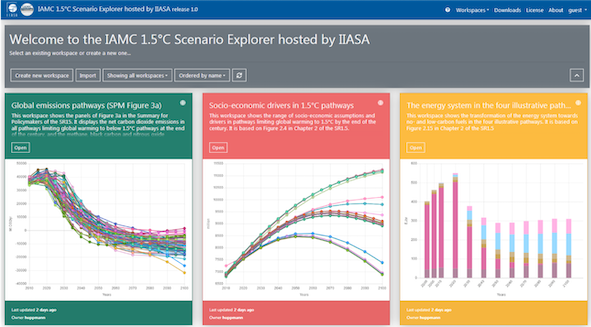 IIASA
IAMC 1.5°C Scenario Explorer hosted by IIASA release 1.0
Workspaces
Downloads
License
About
guest
Welcome to the IAMC 1.5°C Scenario Explorer hosted by IIASA
Select an existing workspace or create a new one...
Create new workspace
Import
Showing all workspaces
Ordered by name
Global emissions pathways (SPM Figure 3a)
This workspace shows the panels of Figure 3a in the Summary for
Policymakers of the SR15. It displays the net carbon dioxide emissions in
all pathways limiting global warming to below 1.5°C pathways at the end
of the century, and the methane, black carbon and nitrous oxide
Open
Years
Last updated 2 days ago
Owner huppmann
Socio-economic drivers in 1.5°C pathways
This workspace shows the range of socio-economic assumptions and
drivers in pathways limiting global warming to 1.5°C by the end of the
century. It is based on Figure 2.4 in Chapter 2 of the SR1.5.
Open
Years
Last updated 2 days ago
Owner huppmann
The energy system in the four illustrative path...
This workspace shows the transformation of the energy system towards
no- and low-carbon fuels in the four illustrative pathways. It is based on
Figure 2.15 in Chapter 2 of the SR1.5
Open
Years
Last updated 2 days ago
Owner huppmann